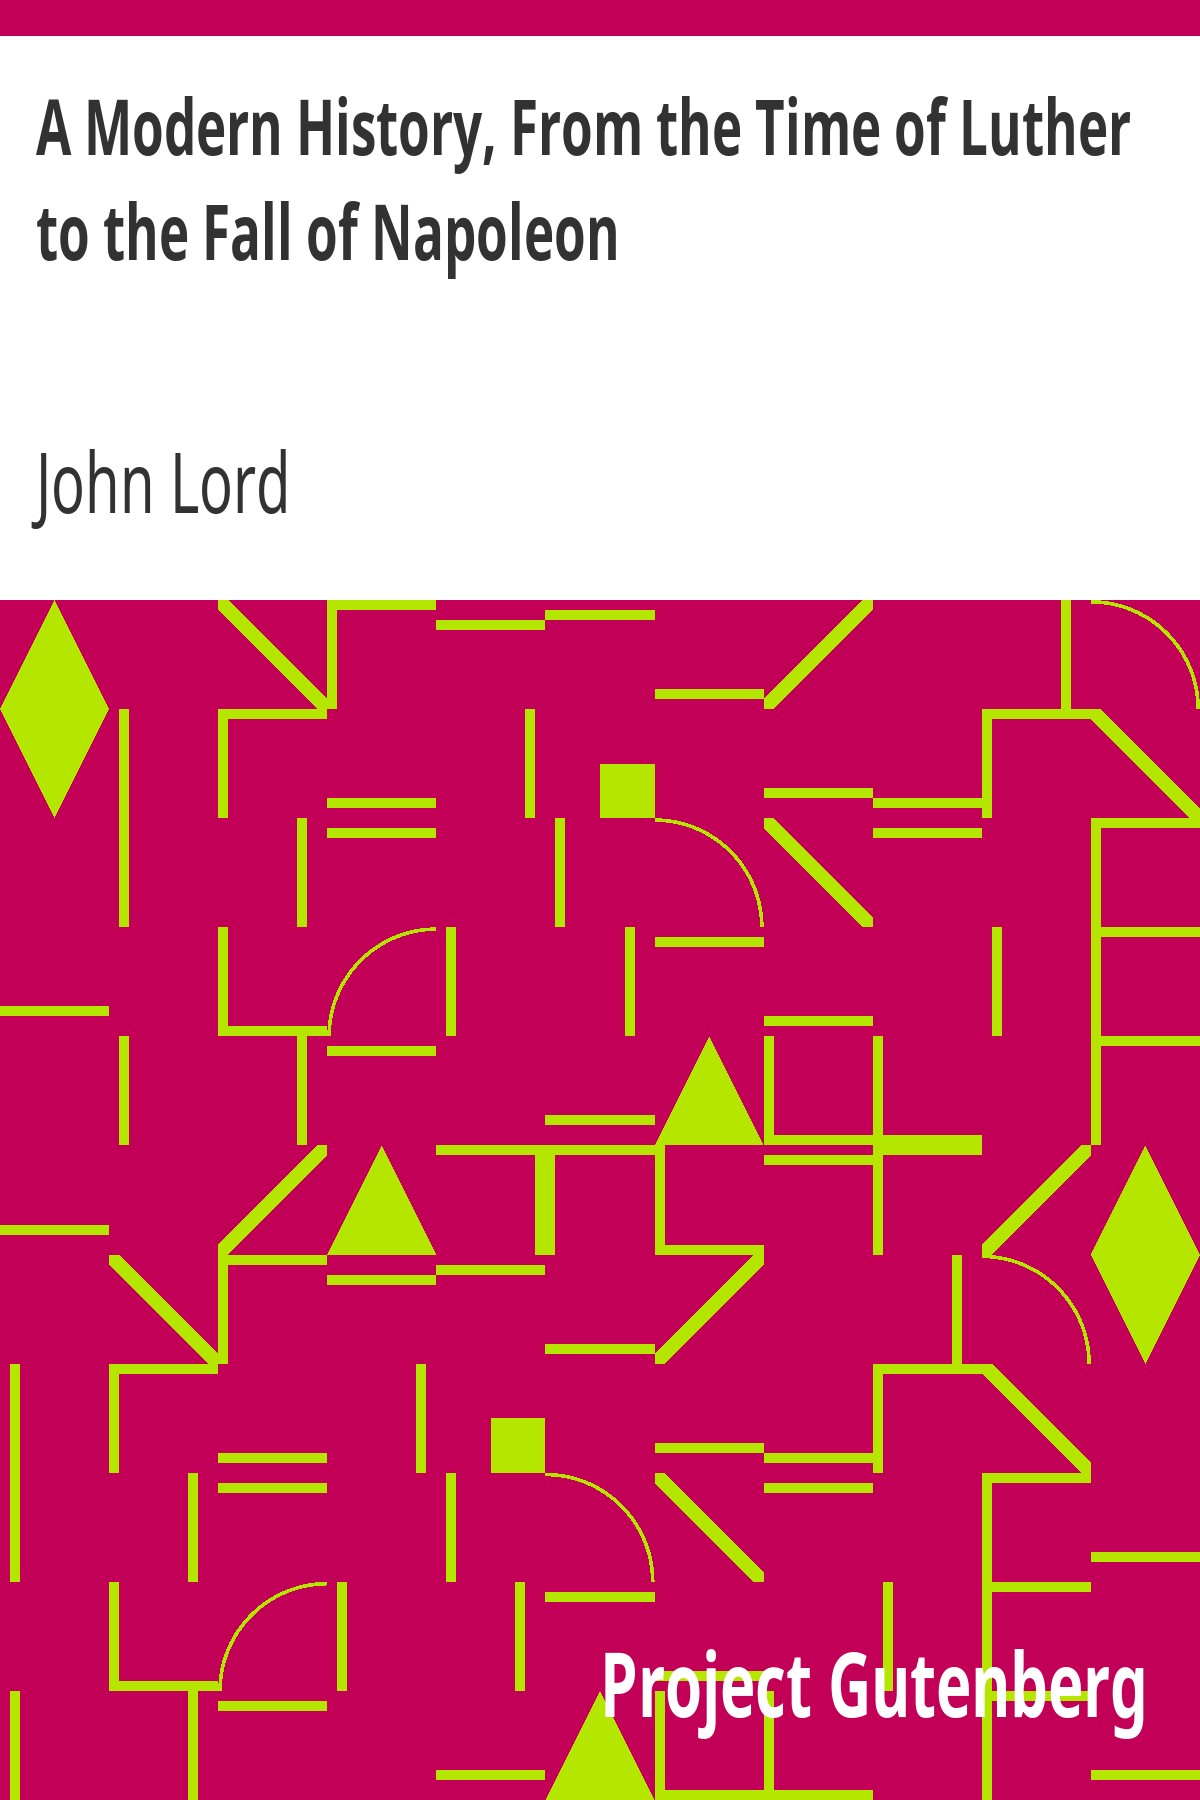 A Modern History, From the Time of Luther
to the Fall of Napoleon
John Lord
Project Gutenberg